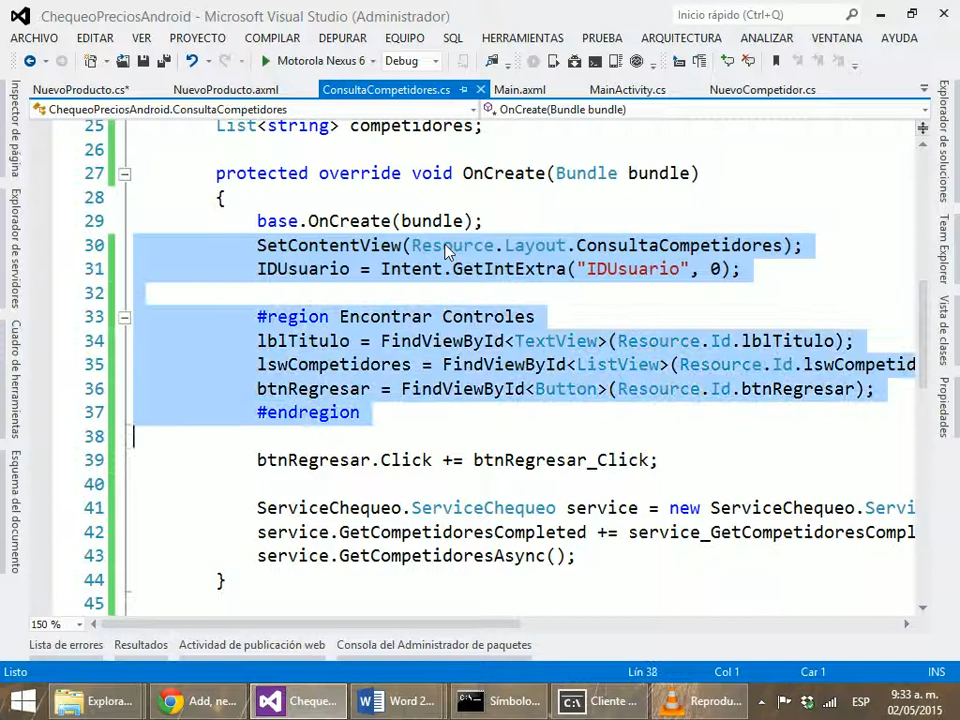 ChequeoPreciosAndroid - Microsoft Visual Studio (Administrador)
Inicio rápido (Ctrl+Q)
ARCHIVO EDITAR VER PROYECTO COMPILAR DEPURAR EQUIPO SQL HERRAMIENTAS PRUEBA ARQUITECTURA ANALIZAR VENTANA AYUDA
Motorola Nexus 6 Debug
NuevoProducto.cs* NuevoProducto.axml ConsultaCompetidores.cs Main.axml MainActivity.cs NuevoCompetidor.cs
ChequeoPreciosAndroid.ConsultaCompetidores OnCreate(Bundle bundle)
25 List<string> competidores;
26
27 protected override void OnCreate(Bundle bundle)
28 {
29 base.OnCreate(bundle);
30 SetContentView(Resource.Layout.ConsultaCompetidores);
31 IDUsuario = Intent.GetIntExtra("IDUsuario", 0);
32
33 #region Encontrar Controles
34 lblTitulo = FindViewById<TextView>(Resource.Id.lblTitulo);
35 lswCompetidores = FindViewById<ListView>(Resource.Id.lswCompetid
36 btnRegresar = FindViewById<Button>(Resource.Id.btnRegresar);
37 #endregion
38
39 btnRegresar.Click += btnRegresar_Click;
40
41 ServiceChequeo.ServiceChequeo service = new ServiceChequeo.Servi
42 service.GetCompetidoresCompleted += service_GetCompetidoresCompl
43 service.GetCompetidoresAsync();
44 }
45
150 %
Inspector de página
Explorador de servidores
Cuadro de herramientas
Esquema del documento
Explorador de soluciones
Team Explorer
Vista de clases
Propiedades
Lista de errores Resultados Actividad de publicación web Consola del Administrador de paquetes
Listo Lín 38 Col 1 Car 1 INS
Explora... Add, ne... Cheque... Word 2... Símbolo... Cliente ... Reprodu... ESP
9:33 a. m.
02/05/2015